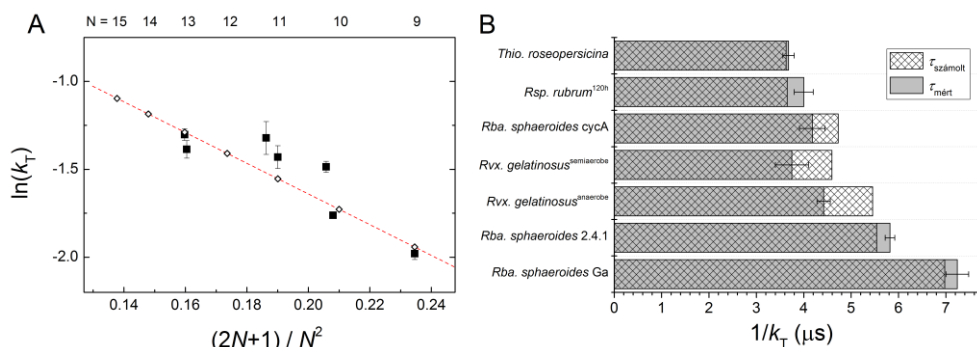 A
N = 15 14 13 12 11 10 9
-1.0
-1.5
-2.0
ln(kT)
0.14 0.16 0.18 0.20 0.22 0.24
(2N+1) / N²
B
Thio. roseopersicina
Rsp. rubrum120h
Rba. sphaeroides cycA
Rvx. gelatinosussemiaerobe
Rvx. gelatinosusanaerobe
Rba. sphaeroides 2.4.1
Rba. sphaeroides Ga
τszámolt
τmért
0 1 2 3 4 5 6 7
1/kT (μs)